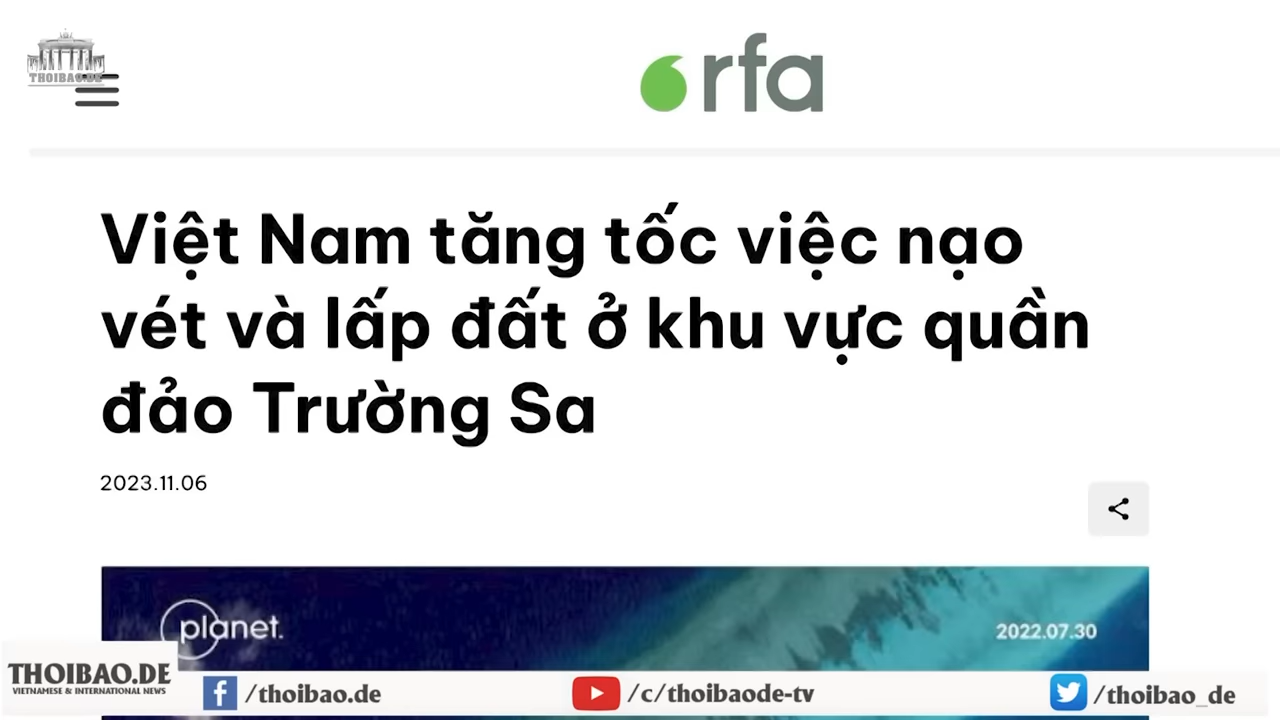 THOIBAO.DE
rfa
Việt Nam tăng tốc việc nạo
vét và lấp đất ở khu vực quần
đảo Trường Sa
2023.11.06
planet.
2022.07.30
THOIBAO.DE
VIETNAMESE & INTERNATIONAL NEWS
/thoibao.de
/c/thoibaode-tv
/thoibao_de